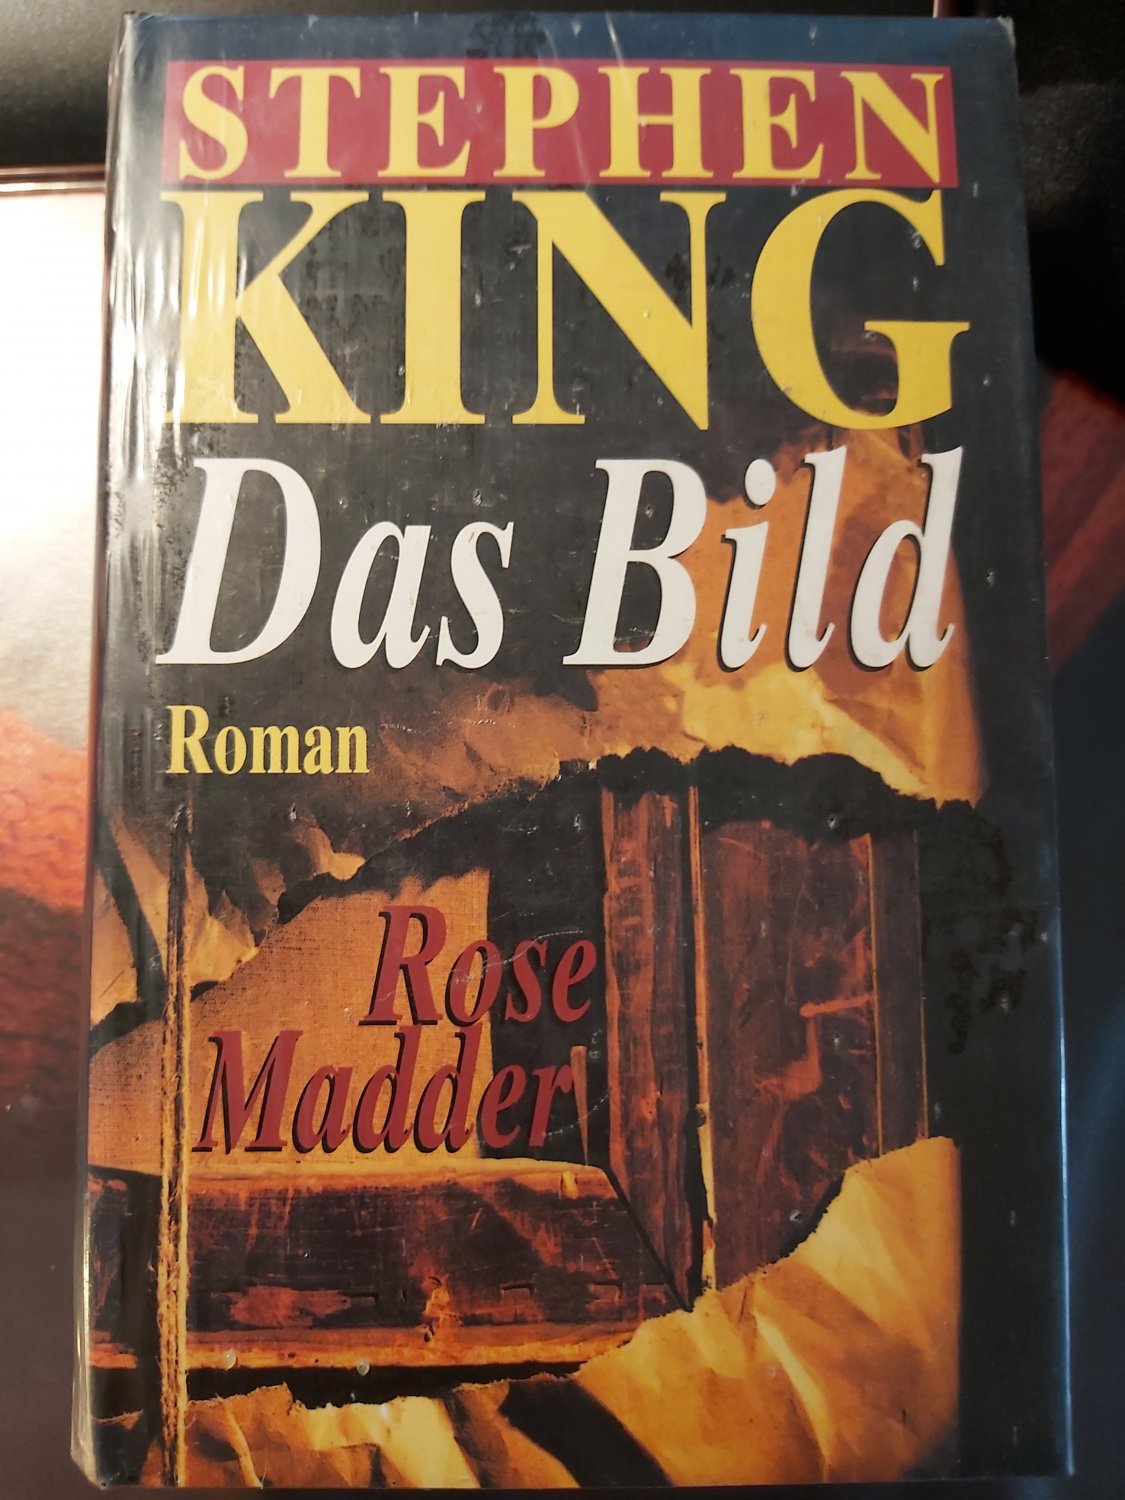 STEPHEN
KING
Das Bild
Roman
Rose
Madder